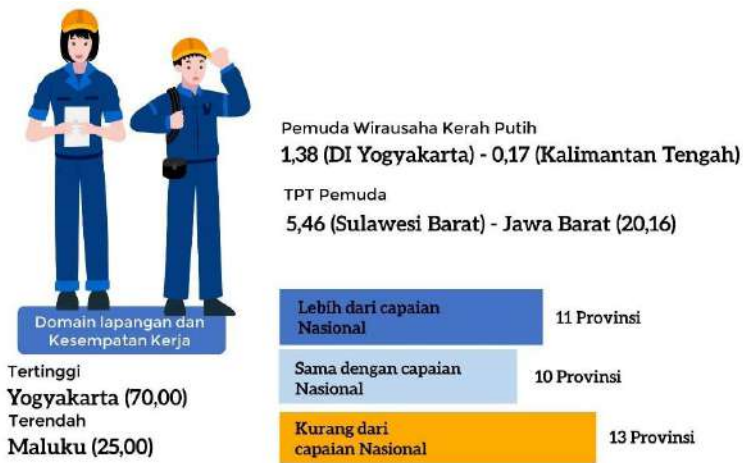 Pemuda Wirausaha Kerah Putih
1,38 (DI Yogyakarta) - 0,17 (Kalimantan Tengah)
TPT Pemuda
5,46 (Sulawesi Barat) - Jawa Barat (20,16)
Domain lapangan dan
Kesempatan Kerja
Tertinggi
Yogyakarta (70,00)
Terendah
Maluku (25,00)
Lebih dari capaian
Nasional
11 Provinsi
Sama dengan capaian
Nasional
10 Provinsi
Kurang dari
capaian Nasional
13 Provinsi